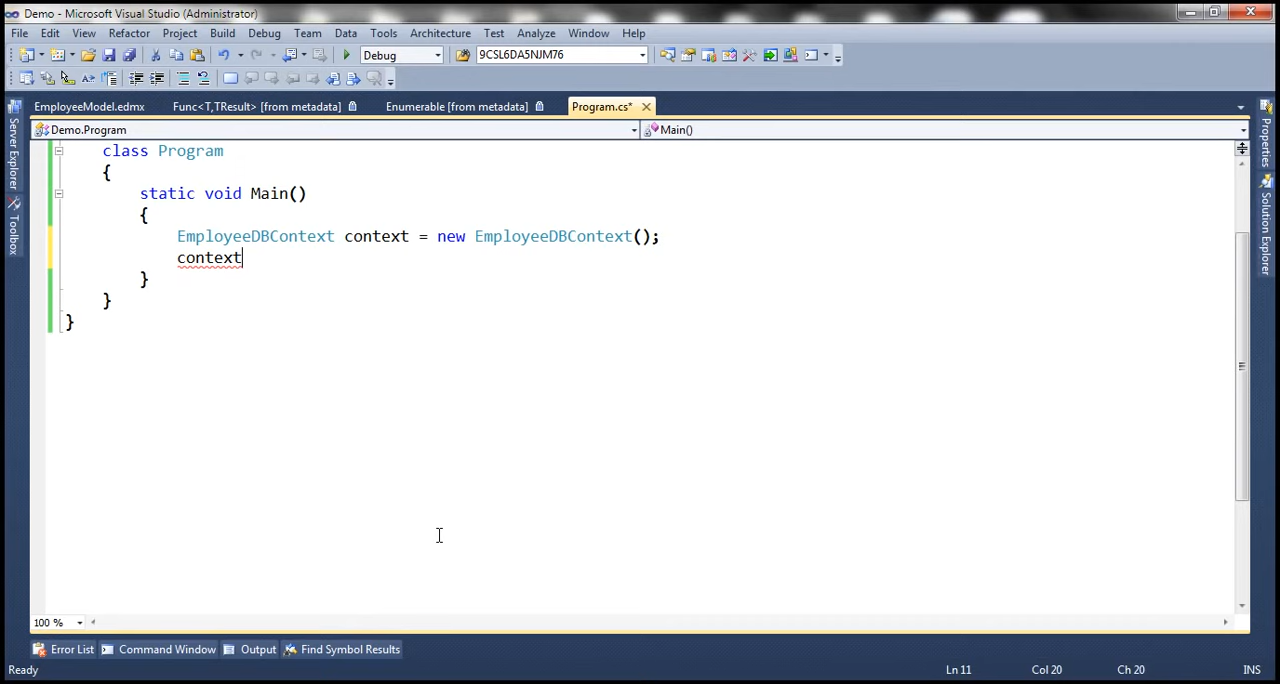 Demo - Microsoft Visual Studio (Administrator)
File Edit View Refactor Project Build Debug Team Data Tools Architecture Test Analyze Window Help
Debug 9CSL6DA5NJM76
EmployeeModel.edmx Func<T,TResult> [from metadata] Enumerable [from metadata] Program.cs*
Demo.Program Main()
class Program
{
static void Main()
{
EmployeeDBContext context = new EmployeeDBContext();
context
}
}
}
Server Explorer
Toolbox
Properties
Solution Explorer
100 %
Error List Command Window Output Find Symbol Results
Ready Ln 11 Col 20 Ch 20 INS